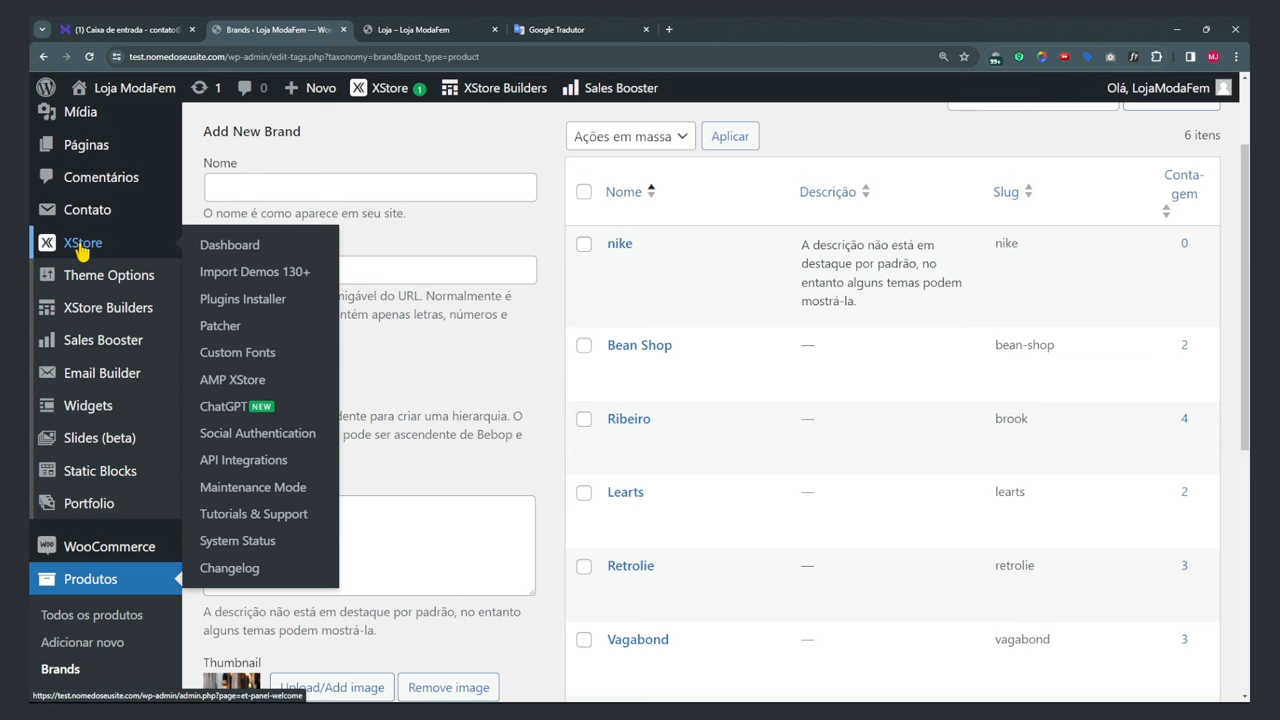 (1) Caixa de entrada - contato@
Brands ‹ Loja ModaFem — Wor
Loja – Loja ModaFem
Google Tradutor
test.nomedoseusite.com/wp-admin/edit-tags.php?taxonomy=brand&post_type=product
99+
MJ
Loja ModaFem
1
0
Novo
XStore 1
XStore Builders
Sales Booster
Olá, LojaModaFem
Mídia
Páginas
Comentários
Contato
XStore
Theme Options
XStore Builders
Sales Booster
Email Builder
Widgets
Slides (beta)
Static Blocks
Portfolio
WooCommerce
Produtos
Todos os produtos
Adicionar novo
Brands
Dashboard
Import Demos 130+
Plugins Installer
Patcher
Custom Fonts
AMP XStore
ChatGPT NEW
Social Authentication
API Integrations
Maintenance Mode
Tutorials & Support
System Status
Changelog
Add New Brand
Nome
O nome é como aparece em seu site.
migável do URL. Normalmente é
ntém apenas letras, números e
dente para criar uma hierarquia. O
pode ser ascendente de Bebop e
A descrição não está em destaque por padrão, no entanto
alguns temas podem mostrá-la.
Thumbnail
Upload/Add image
Remove image
Ações em massa
Aplicar
6 itens
Nome
Descrição
Slug
Conta-
gem
nike
A descrição não está em
destaque por padrão, no
entanto alguns temas podem
mostrá-la.
nike
0
Bean Shop
—
bean-shop
2
Ribeiro
—
brook
4
Learts
—
learts
2
Retrolie
—
retrolie
3
Vagabond
—
vagabond
3
https://test.nomedoseusite.com/wp-admin/admin.php?page=et-panel-welcome